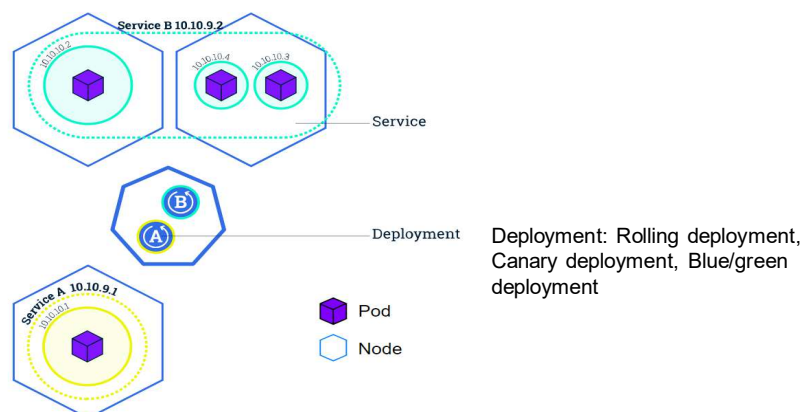 Service B 10.10.9.2
10.10.10.2
10.10.10.4
10.10.10.3
Service
B
A
Deployment
Deployment: Rolling deployment,
Canary deployment, Blue/green
deployment
Service A 10.10.9.1
10.10.10.1
Pod
Node